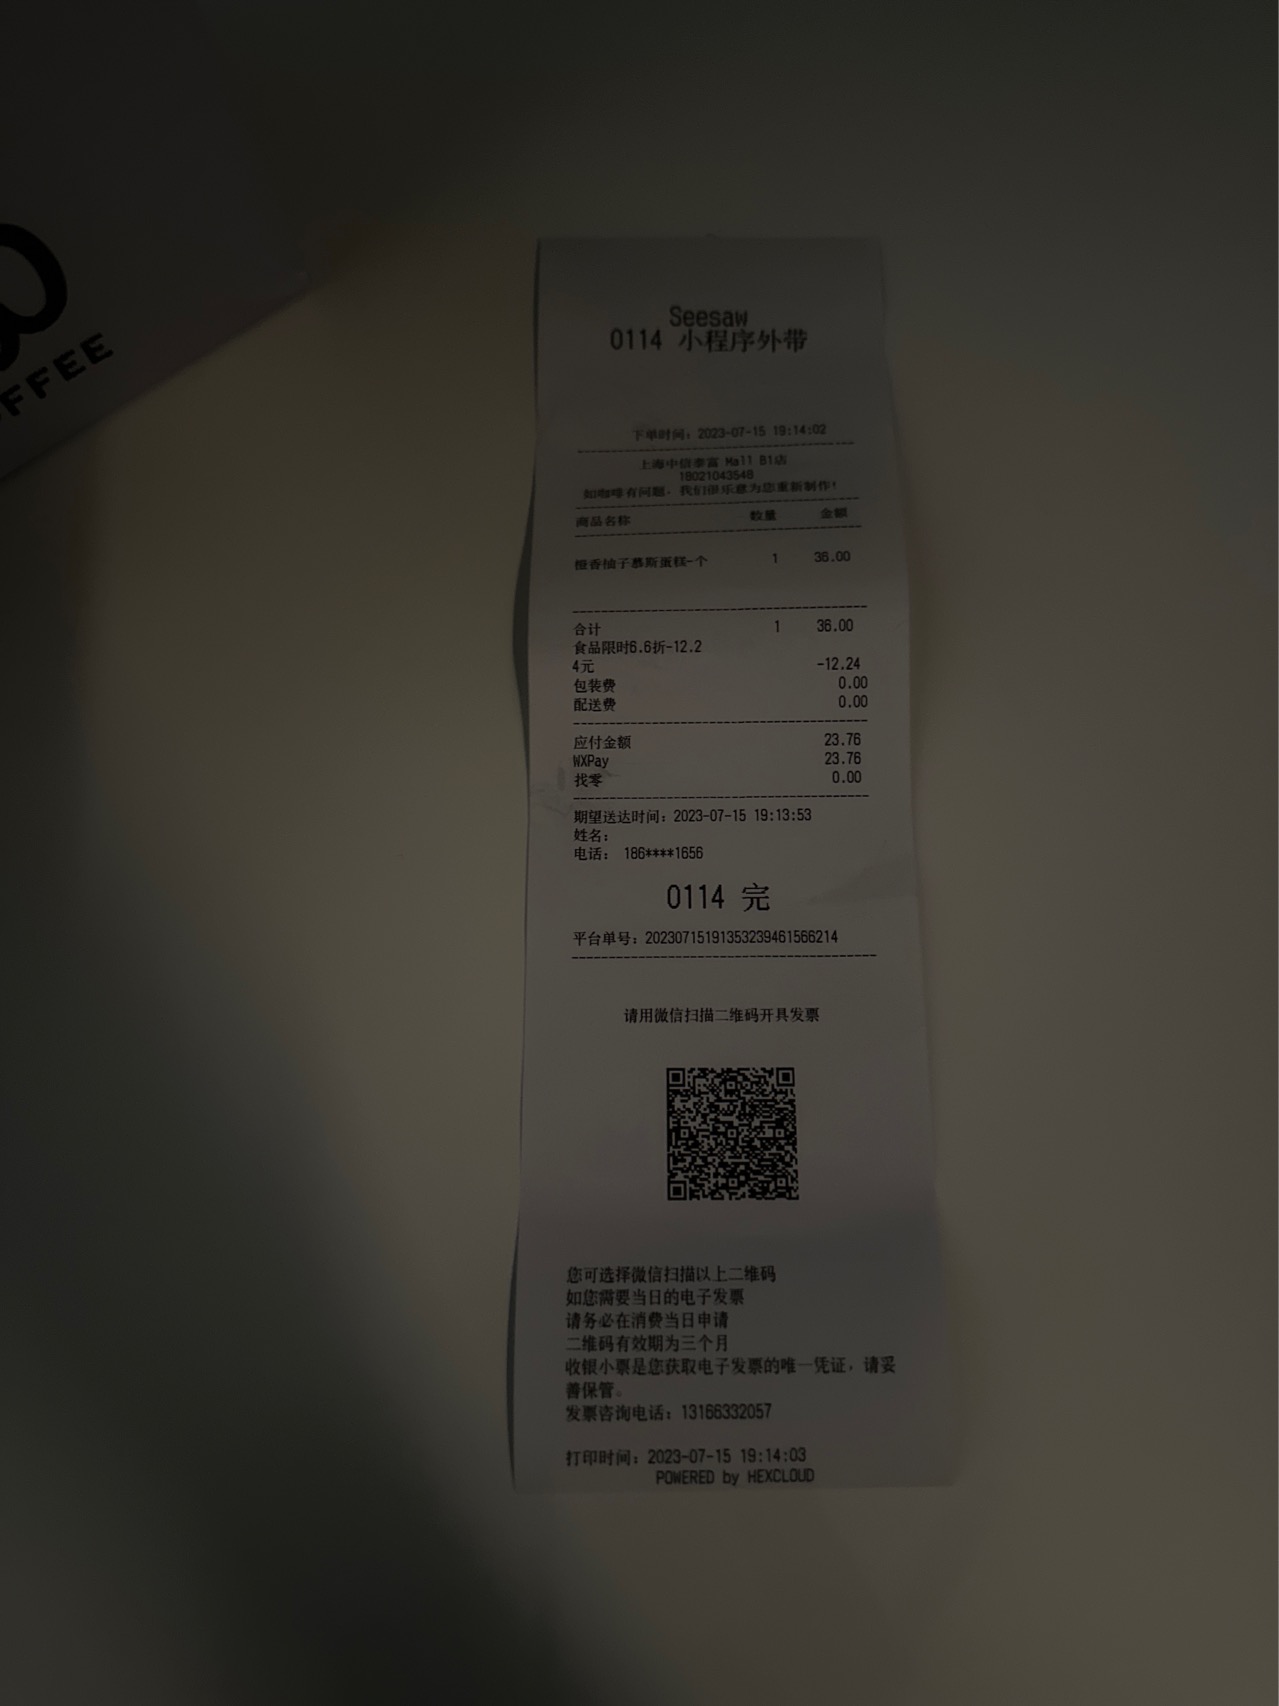 OFFEE
Seesaw
0114 小程序外带
下单时间：2023-07-15 19:14:02
上海中信泰富 Mall B1店
18021043548
如咖啡有问题，我们很乐意为您重新制作！
商品名称 数量 金额
橙香柚子慕斯蛋糕-个 1 36.00
合计 1 36.00
食品限时6.6折-12.2
4元 -12.24
包装费 0.00
配送费 0.00
应付金额 23.76
WXPay 23.76
找零 0.00
期望送达时间：2023-07-15 19:13:53
姓名：
电话： 186****1656
0114 完
平台单号：20230715191353239461566214
请用微信扫描二维码开具发票
您可选择微信扫描以上二维码
如您需要当日的电子发票
请务必在消费当日申请
二维码有效期为三个月
收银小票是您获取电子发票的唯一凭证，请妥
善保管。
发票咨询电话：13166332057
打印时间：2023-07-15 19:14:03
POWERED by HEXCLOUD